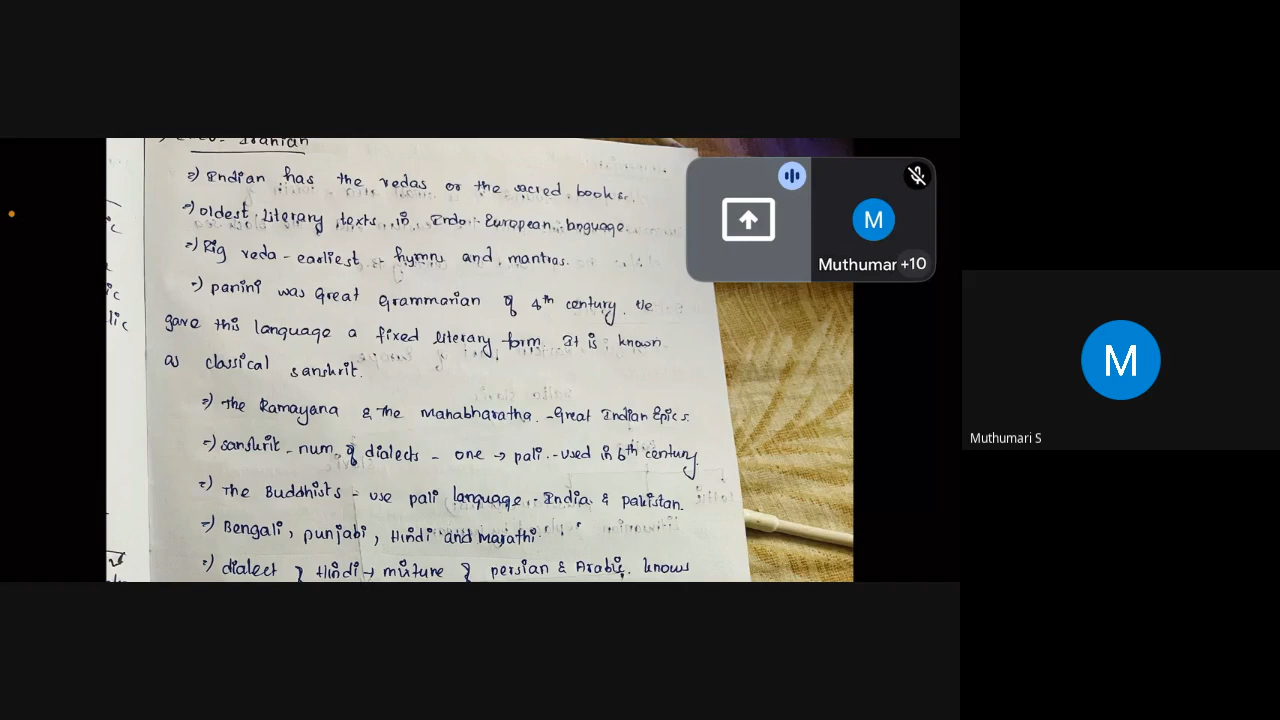 Iranian
=) Indian has the vedas or the sacred books.
=) oldest literary texts in Indo-European language.
=) Rig veda - earliest - hymns and mantras.
=) panini was Great Grammarian of 4th century. He
gave this language a fixed literary form. It is known
as classical sanskrit.
=) The Ramayana & The Mahabharatha. - Great Indian Epics.
=) sanskrit - num of dialects - one → pali - used in 6th century
=) The Buddhists - use pali language - India & pakistan.
=) Bengali, punjabi, Hindi and Marathi
=) dialect of Hindi → mixture of persian & Arabic. knows
Muthumar +10
M
M
Muthumari S